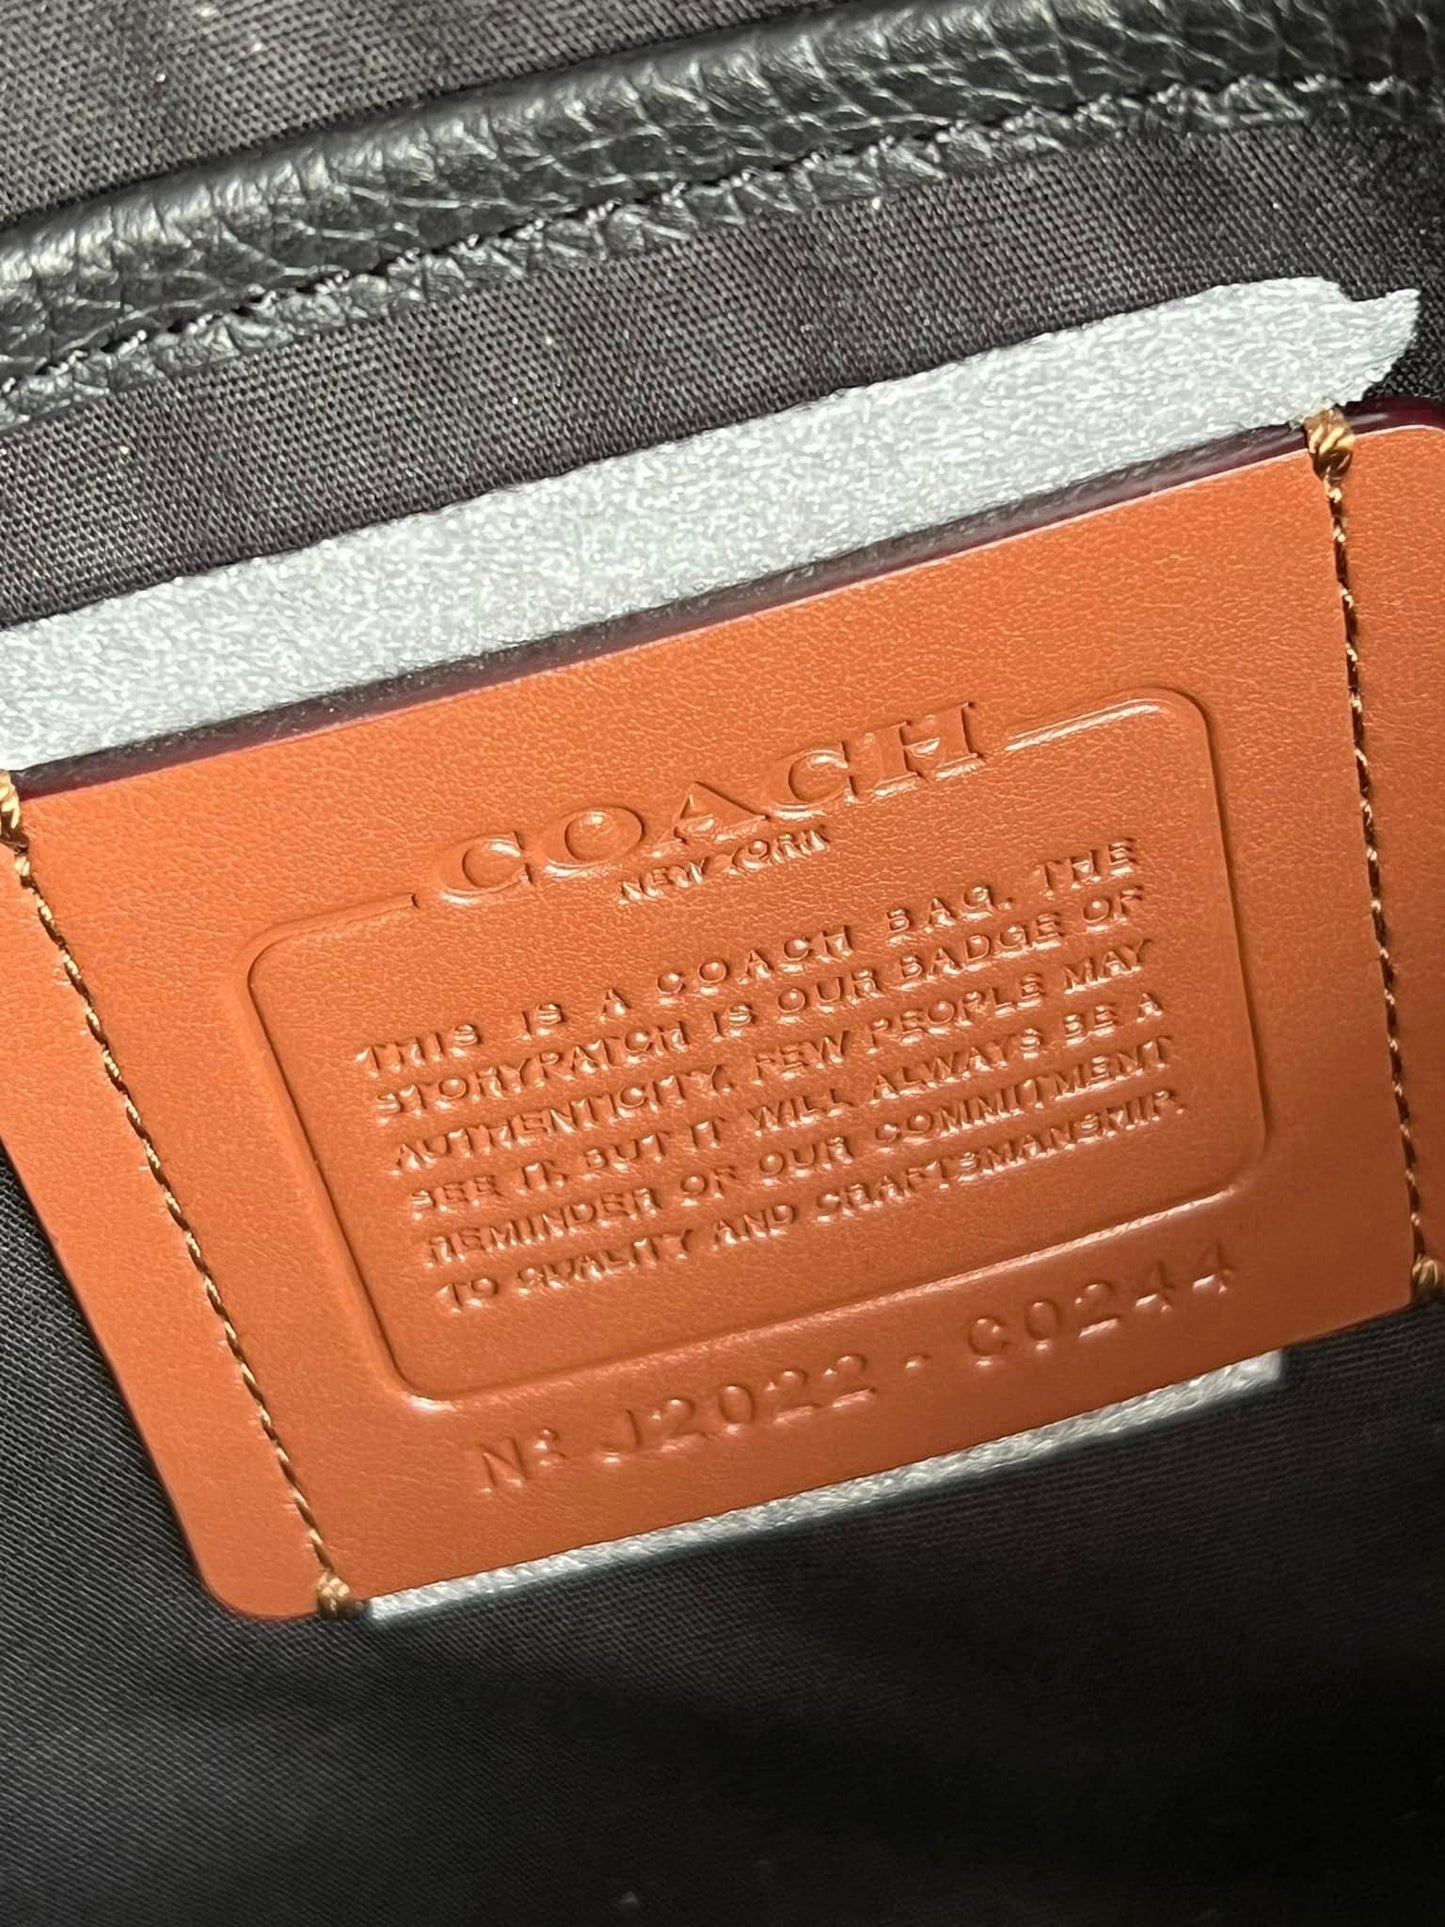 COACH
NEW YORK
THIS IS A COACH BAG. THE
STORYPATCH IS OUR BADGE OF
AUTHENTICITY. FEW PEOPLE MAY
SEE IT, BUT IT WILL ALWAYS BE A
REMINDER OF OUR COMMITMENT
TO QUALITY AND CRAFTSMANSHIP.
Nº J2022 - C0244